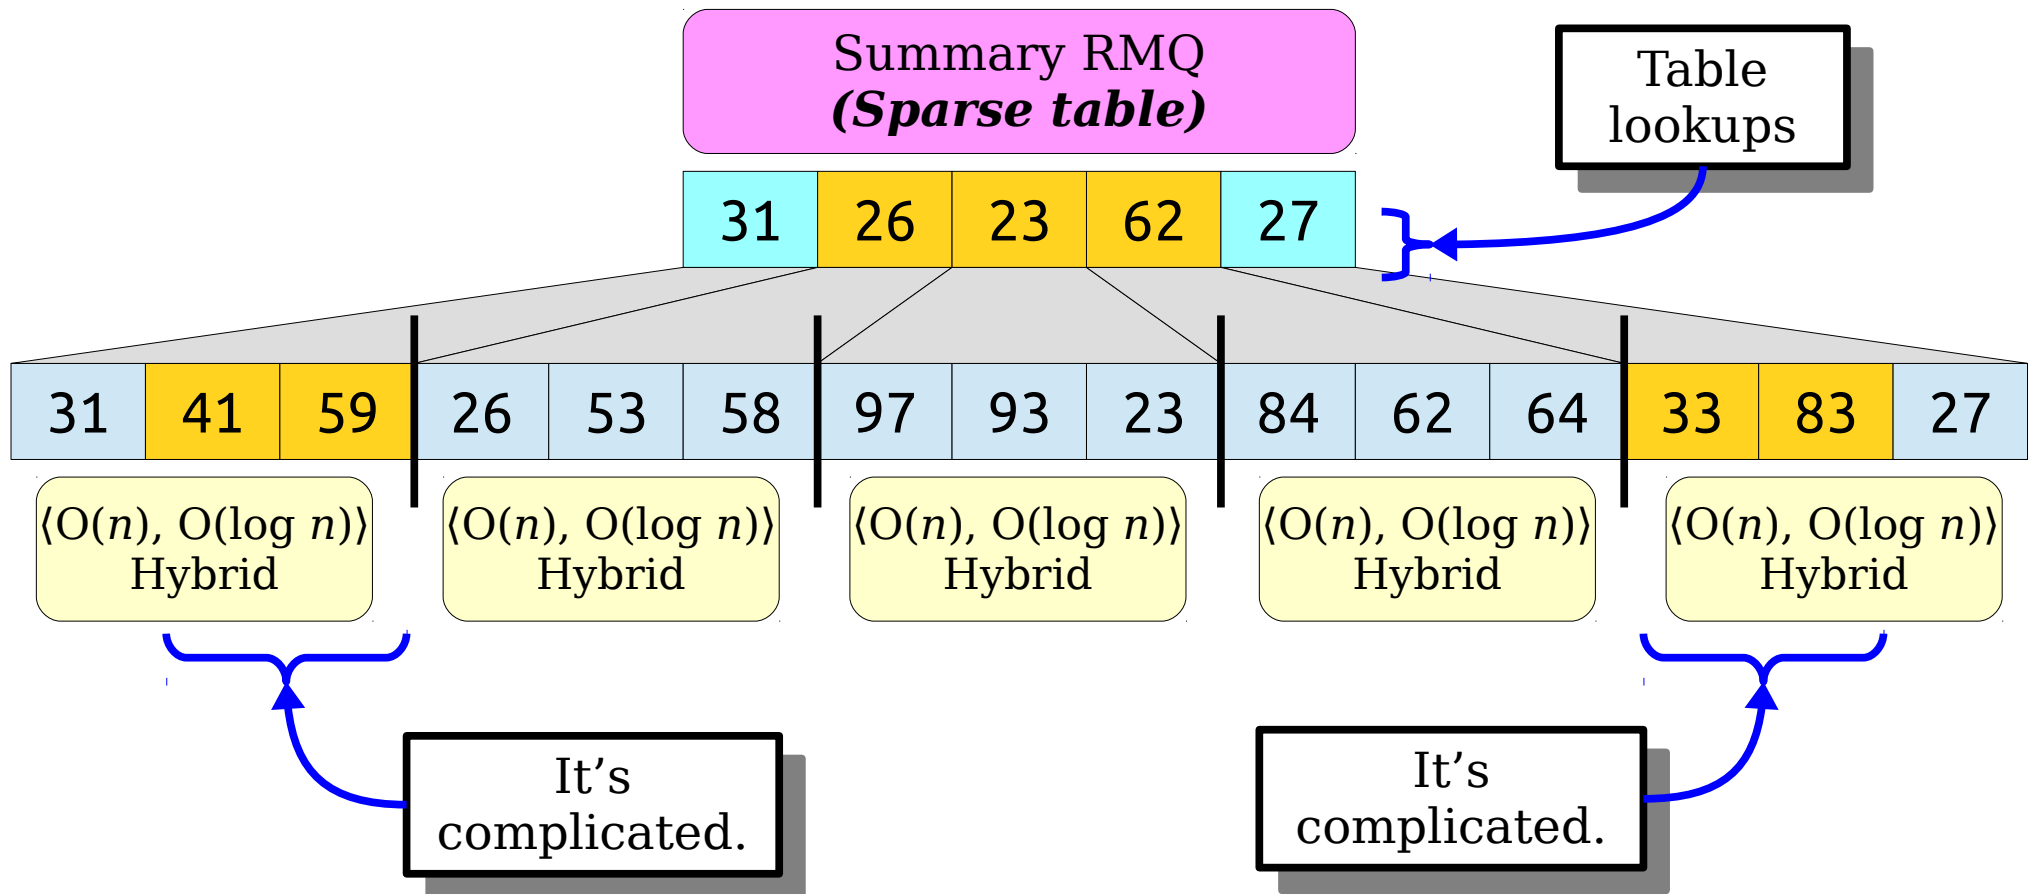 Summary RMQ
(Sparse table)
Table
lookups
31 26 23 62 27
31 41 59 26 53 58 97 93 23 84 62 64 33 83 27
⟨O(n), O(log n)⟩ ⟨O(n), O(log n)⟩ ⟨O(n), O(log n)⟩ ⟨O(n), O(log n)⟩ ⟨O(n), O(log n)⟩
Hybrid Hybrid Hybrid Hybrid Hybrid
It’s
complicated.
It’s
complicated.